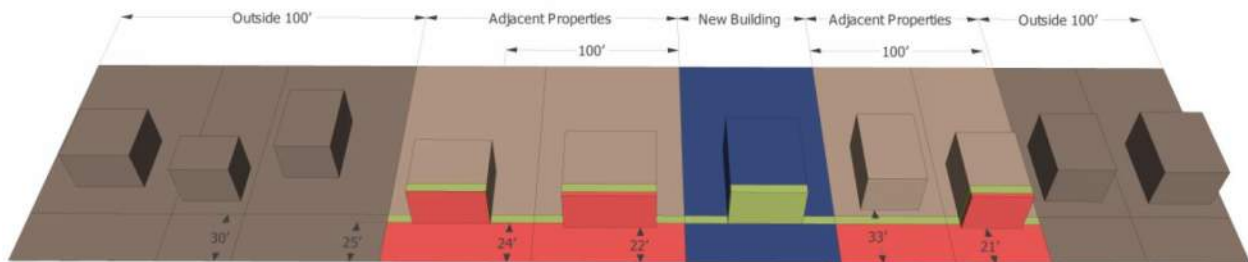 Outside 100’ Adjacent Properties New Building Adjacent Properties Outside 100’
100’ 100’
30’ 25’ 24’ 22’ 33’ 21’